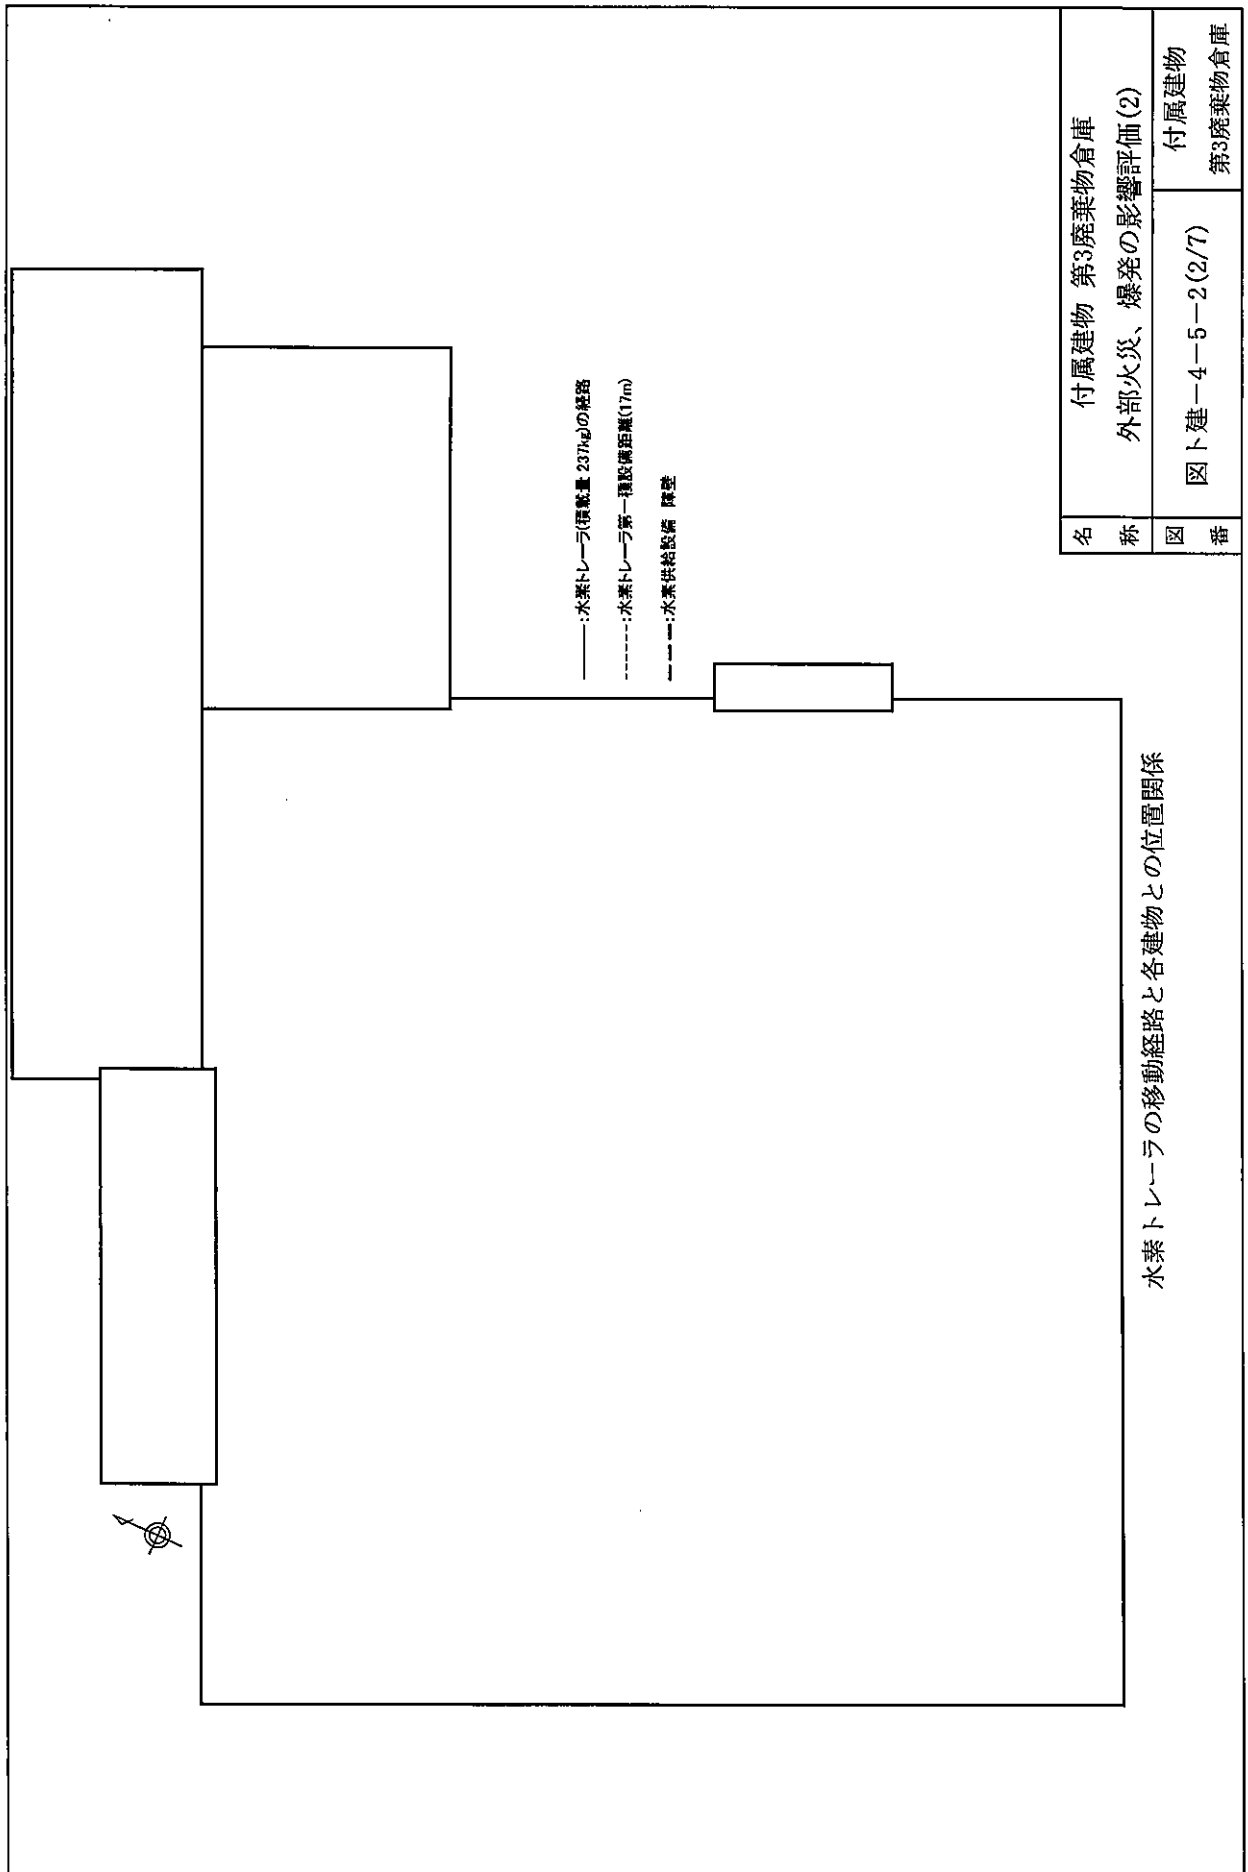 ———:水素トレーラ(積載量 237kg)の経路
------:水素トレーラ第一種設備距離(17m)
— — —:水素供給設備 障壁
水素トレーラの移動経路と各建物との位置関係
名称
付属建物 第3廃棄物倉庫
外部火災、爆発の影響評価(2)
図番
図ト建-4-5-2(2/7)
付属建物
第3廃棄物倉庫